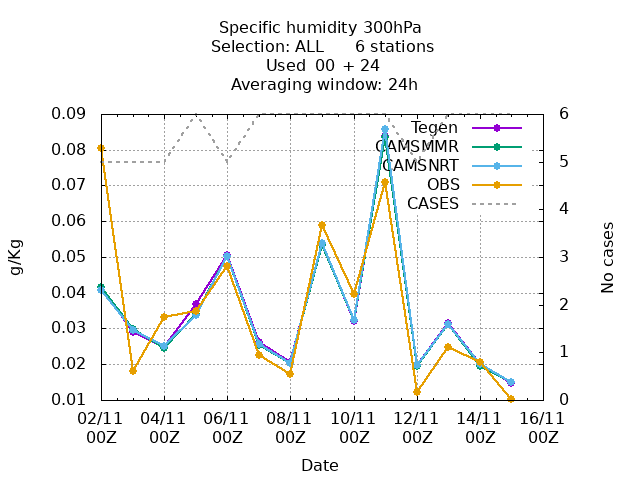 Specific humidity 300hPa
Selection: ALL      6 stations
Used  00  + 24
Averaging window: 24h
g/Kg
0.09
0.08
0.07
0.06
0.05
0.04
0.03
0.02
0.01
Tegen
CAMSMMR
CAMSNRT
OBS
CASES
6
5
4
3
2
1
0
No cases
02/11 00Z
04/11 00Z
06/11 00Z
08/11 00Z
10/11 00Z
12/11 00Z
14/11 00Z
16/11 00Z
Date